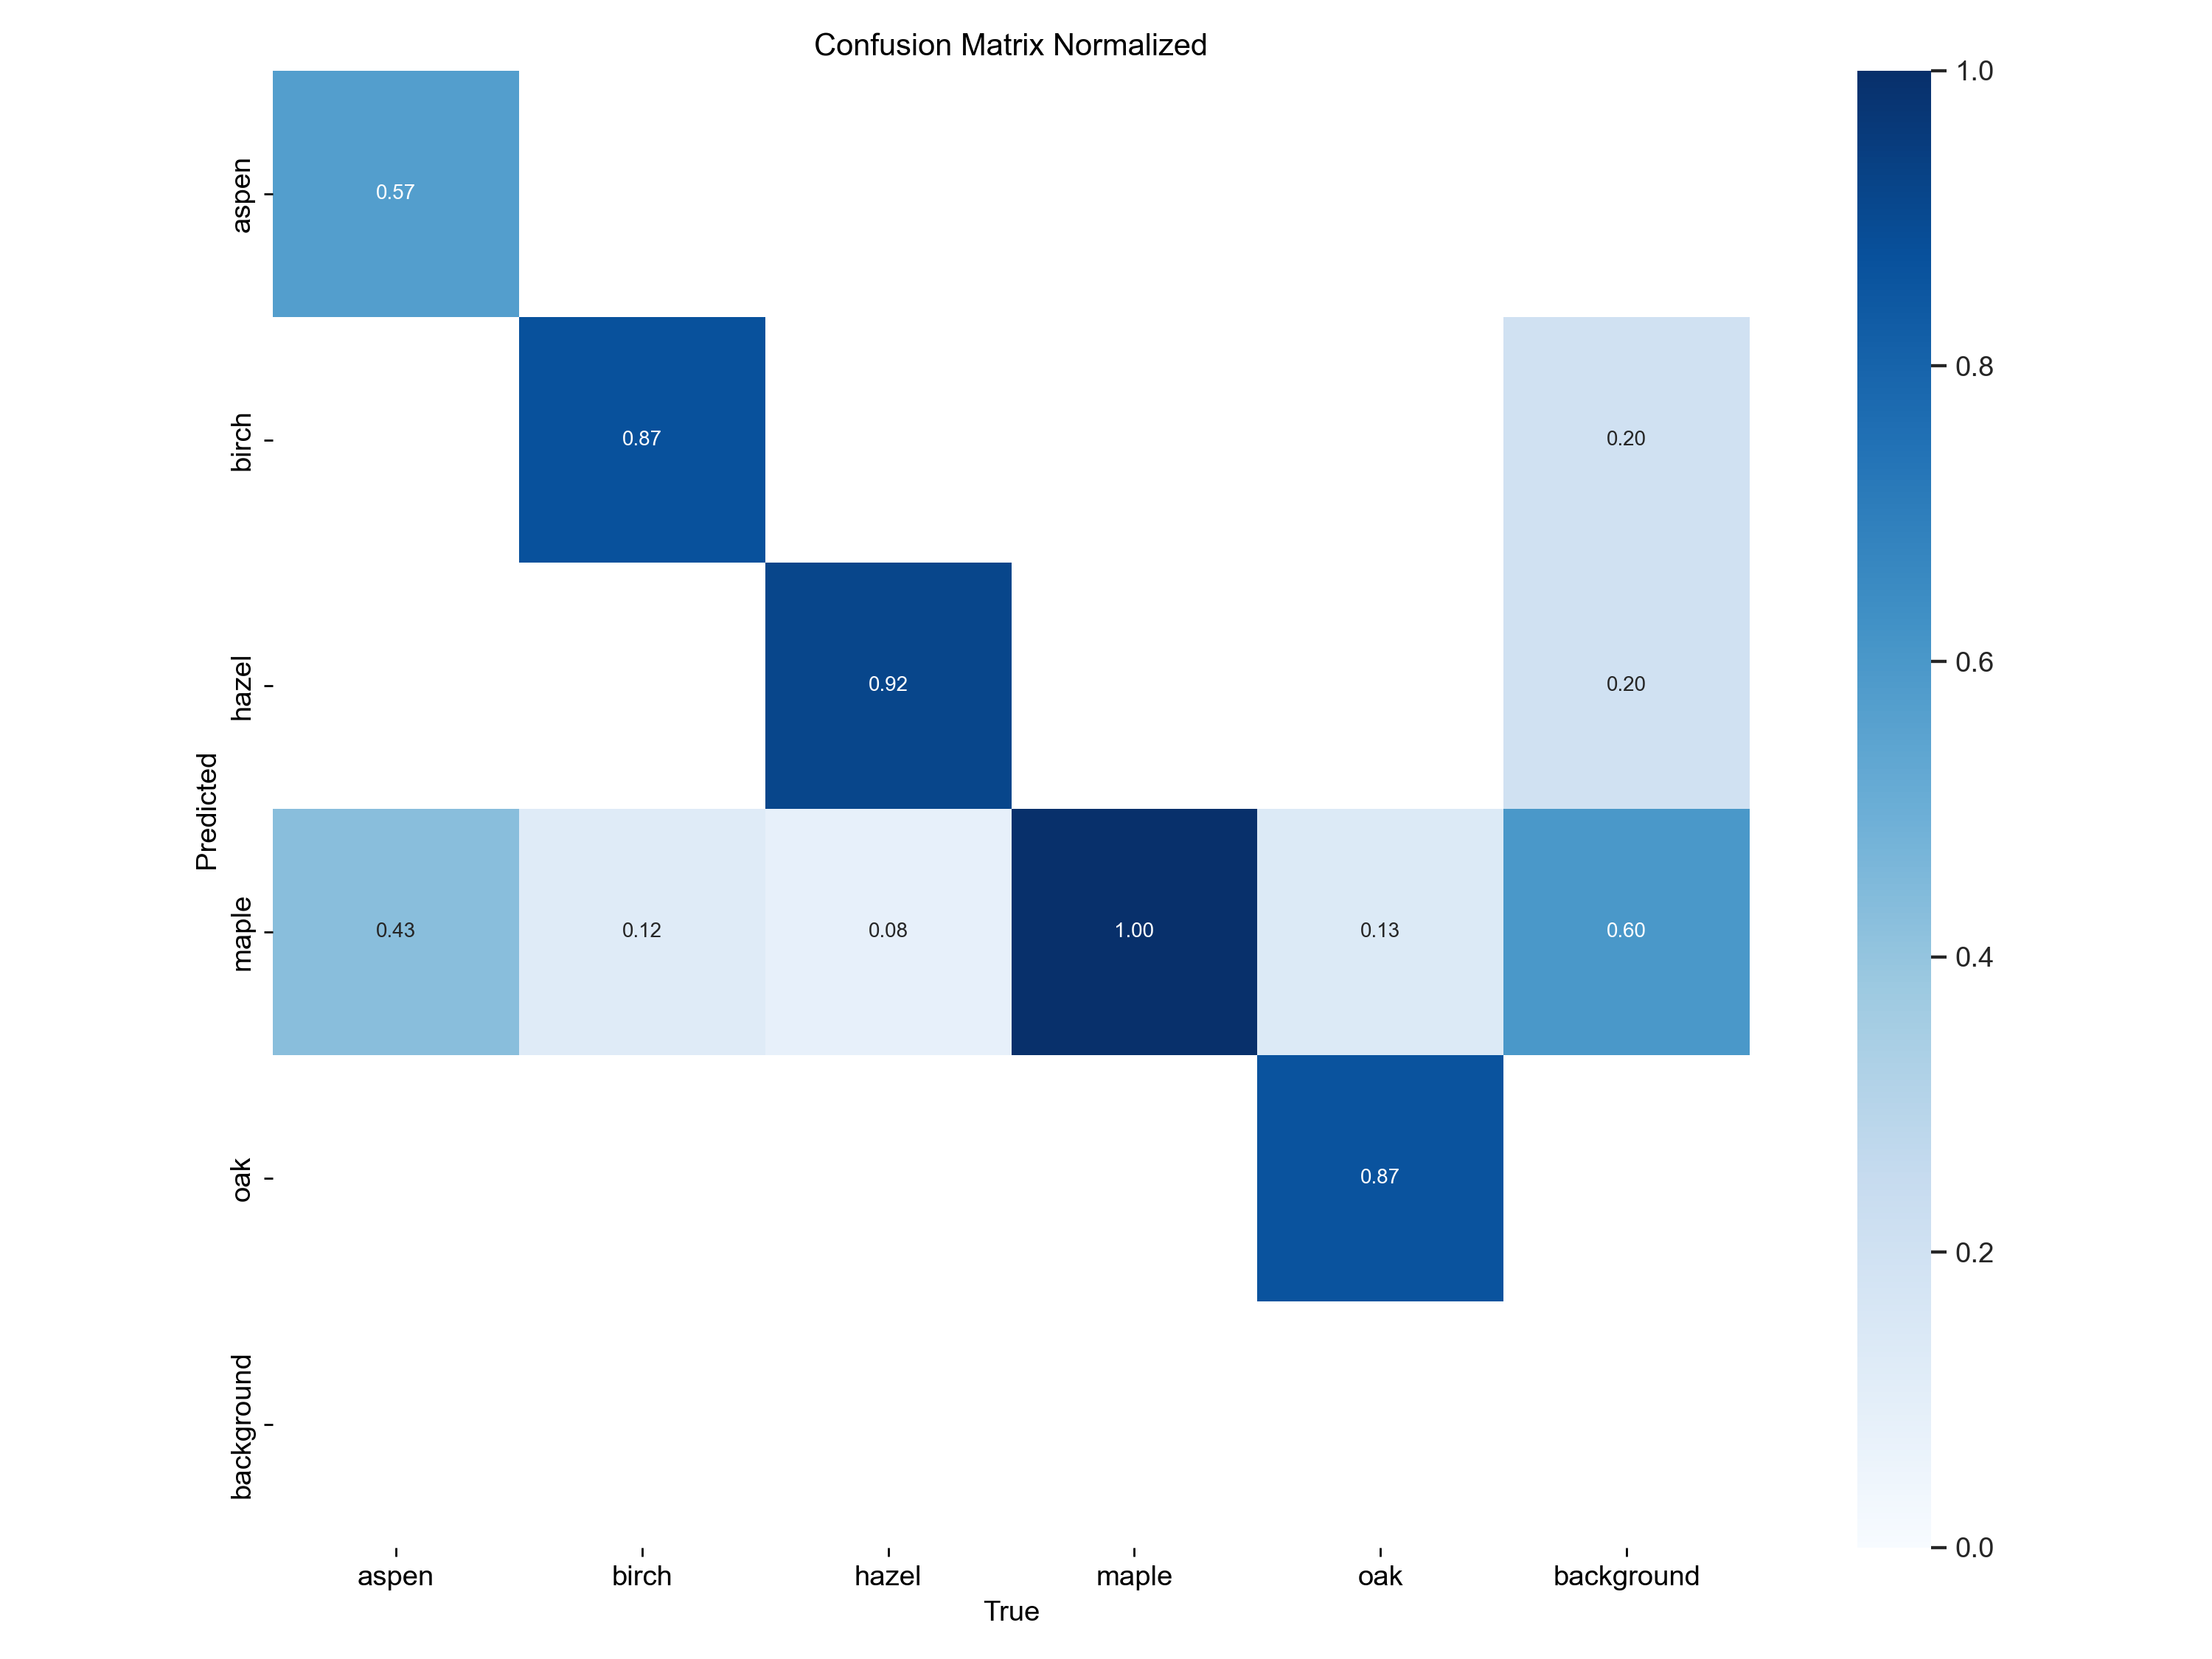 Confusion Matrix Normalized
1.0
aspen
0.57
0.8
birch
0.87
0.20
0.6
hazel
0.92
0.20
Predicted
0.4
maple
0.43
0.12
0.08
1.00
0.13
0.60
0.2
oak
0.87
background
0.0
aspen
birch
hazel
maple
oak
background
True